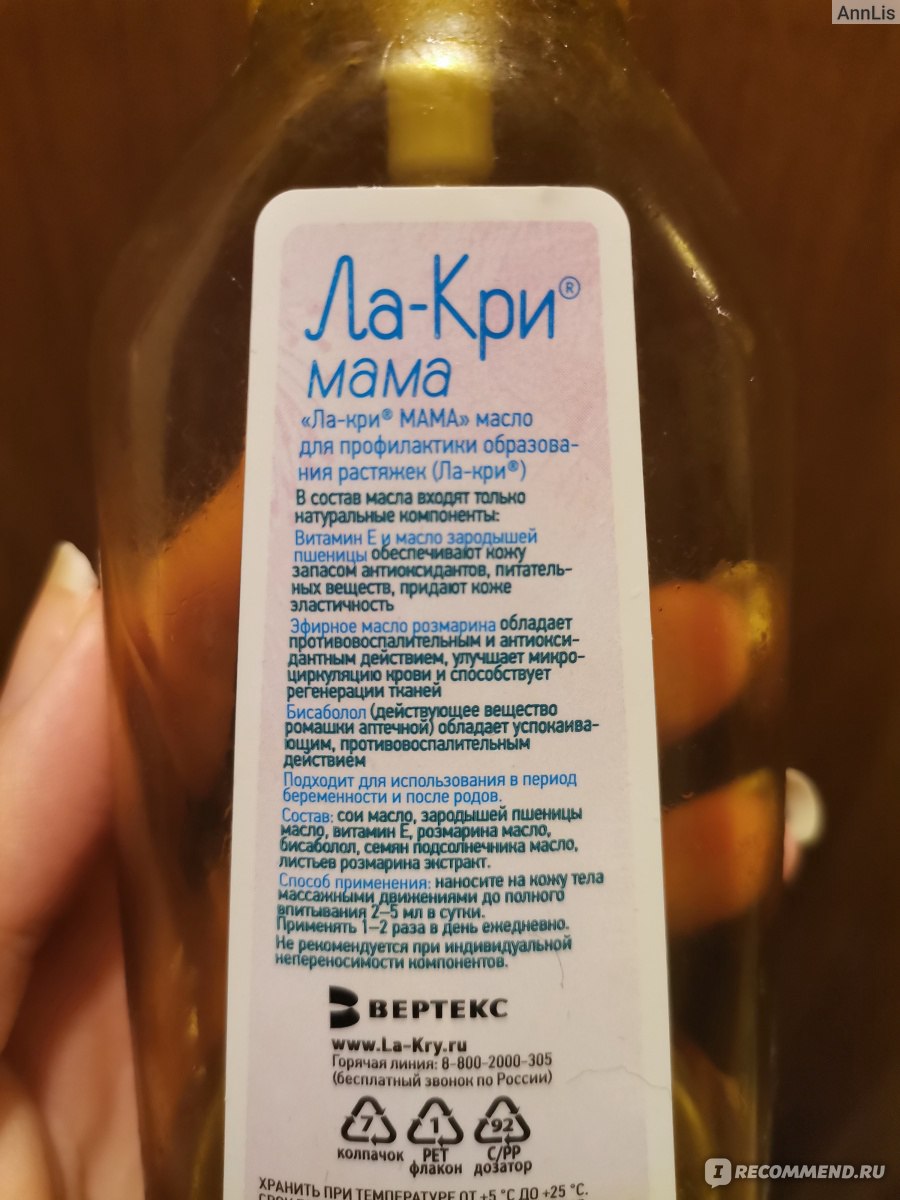 AnnLis
Ла-Кри®
мама
«Ла-кри® МАМА» масло
для профилактики образова-
ния растяжек (Ла-кри®)
В состав масла входят только
натуральные компоненты:
Витамин Е и масло зародышей
пшеницы обеспечивают кожу
запасом антиоксидантов, питатель-
ных веществ, придают коже
эластичность
Эфирное масло розмарина обладает
противовоспалительным и антиокси-
дантным действием, улучшает микро-
циркуляцию крови и способствует
регенерации тканей
Бисаболол (действующее вещество
ромашки аптечной) обладает успокаива-
ющим, противовоспалительным
действием
Подходит для использования в период
беременности и после родов.
Состав: сои масло, зародышей пшеницы
масло, витамин Е, розмарина масло,
бисаболол, семян подсолнечника масло,
листьев розмарина экстракт.
Способ применения: наносите на кожу тела
массажными движениями до полного
впитывания 2–5 мл в сутки.
Применять 1–2 раза в день ежедневно.
Не рекомендуется при индивидуальной
непереносимости компонентов.
ВЕРТЕКС
www.La-Kry.ru
Горячая линия: 8-800-2000-305
(бесплатный звонок по России)
7 1 92
колпачок PET C/PP
флакон дозатор
ХРАНИТЬ ПРИ ТЕМПЕРАТУРЕ ОТ +5 °С ДО +25 °С.
IRECOMMEND.RU